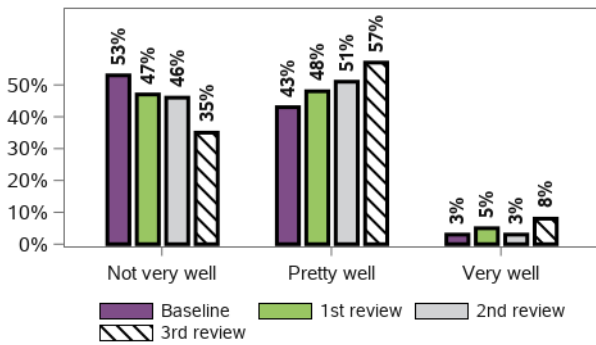 53% 47% 46% 35% 43% 48% 51% 57% 3% 5% 3% 8%
50%
40%
30%
20%
10%
0%
Not very well Pretty well Very well
Baseline 1st review 2nd review
3rd review